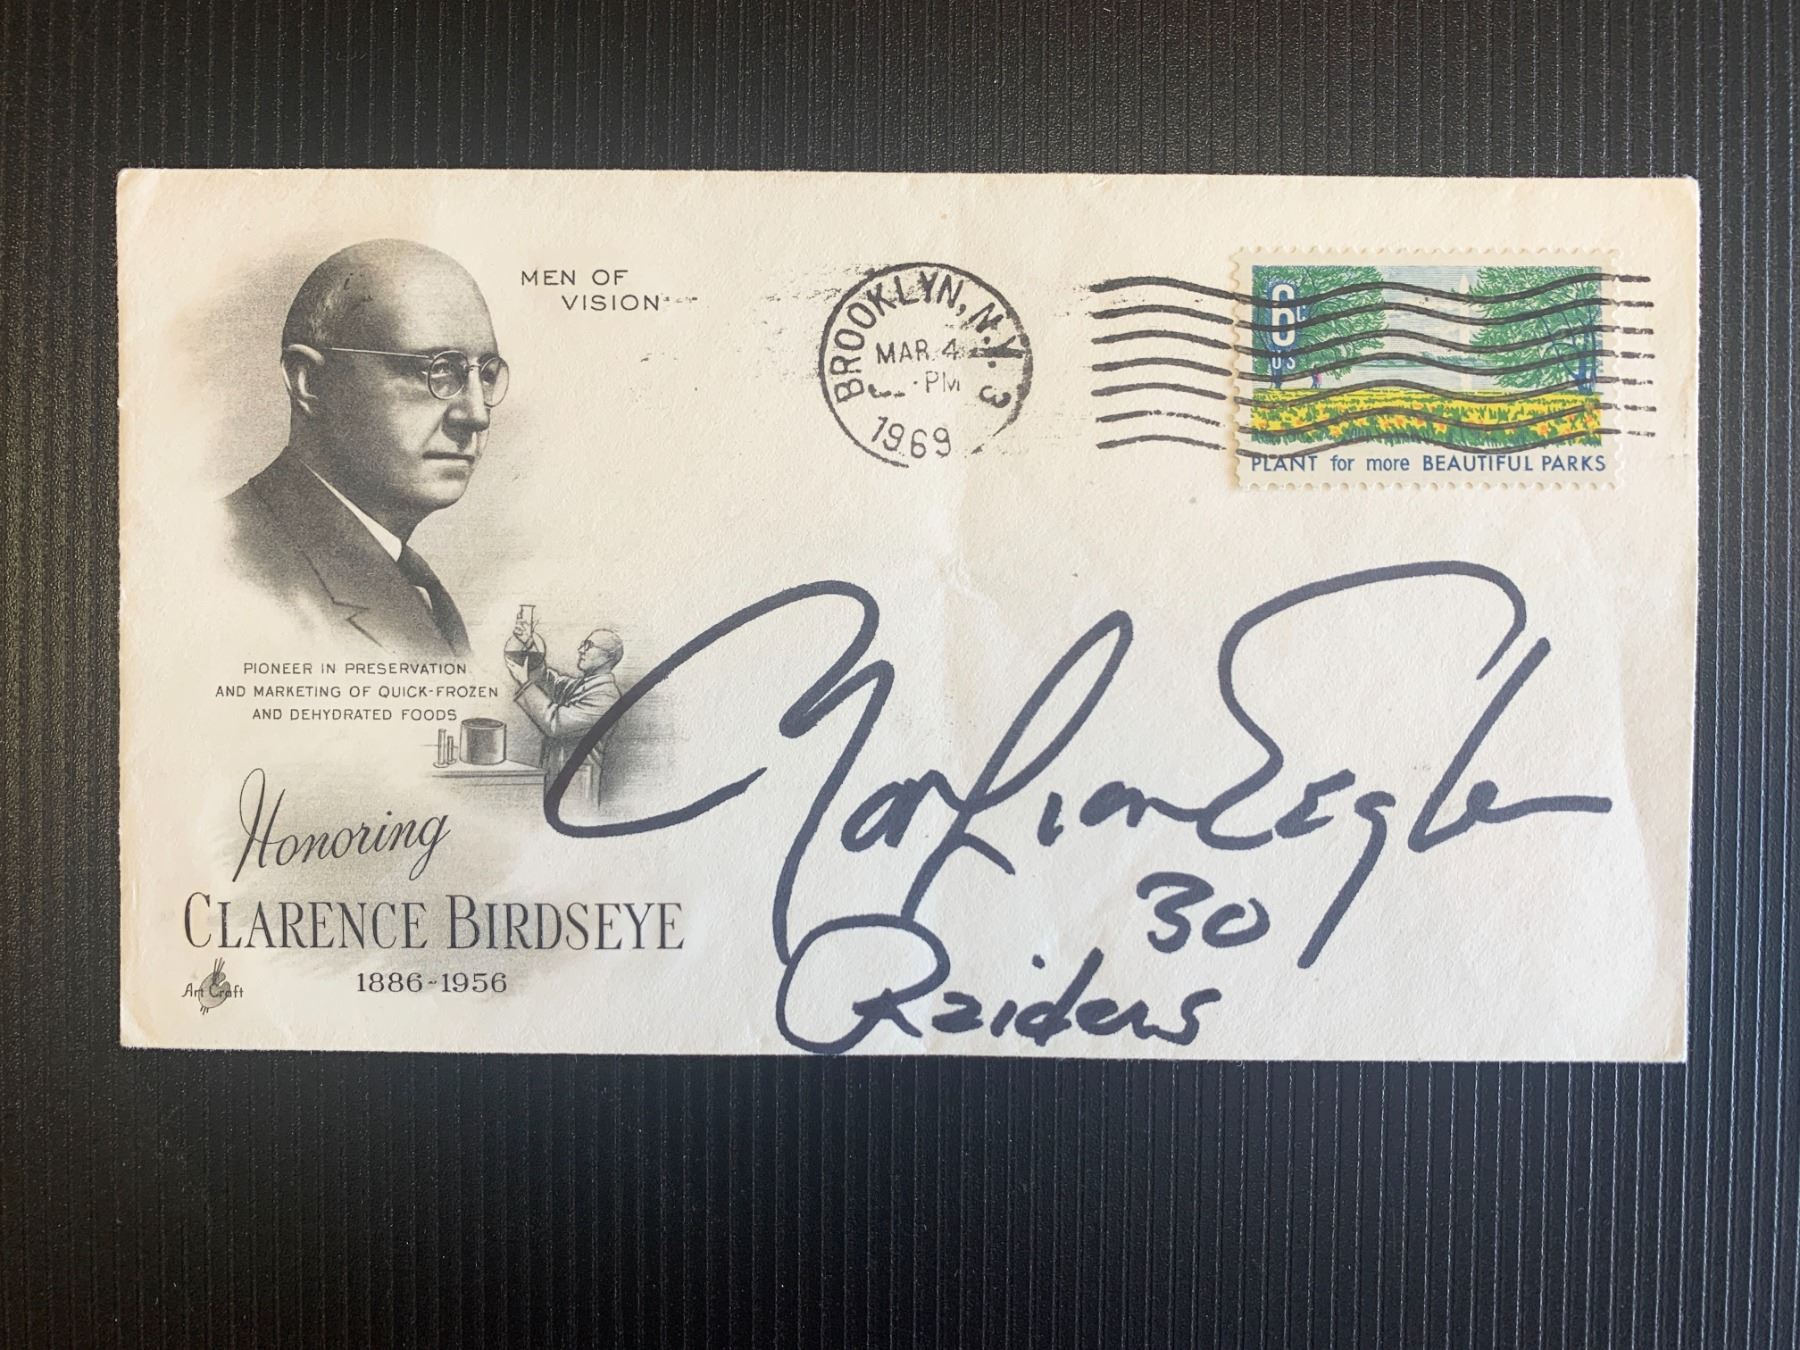 MEN OF
VISION
BROOKLYN, N.Y. 3
MAR 4
PM
1969
6c
US
PLANT for more BEAUTIFUL PARKS
PIONEER IN PRESERVATION
AND MARKETING OF QUICK-FROZEN
AND DEHYDRATED FOODS
Honoring
CLARENCE BIRDSEYE
1886-1956
Art Craft
30
Raiders